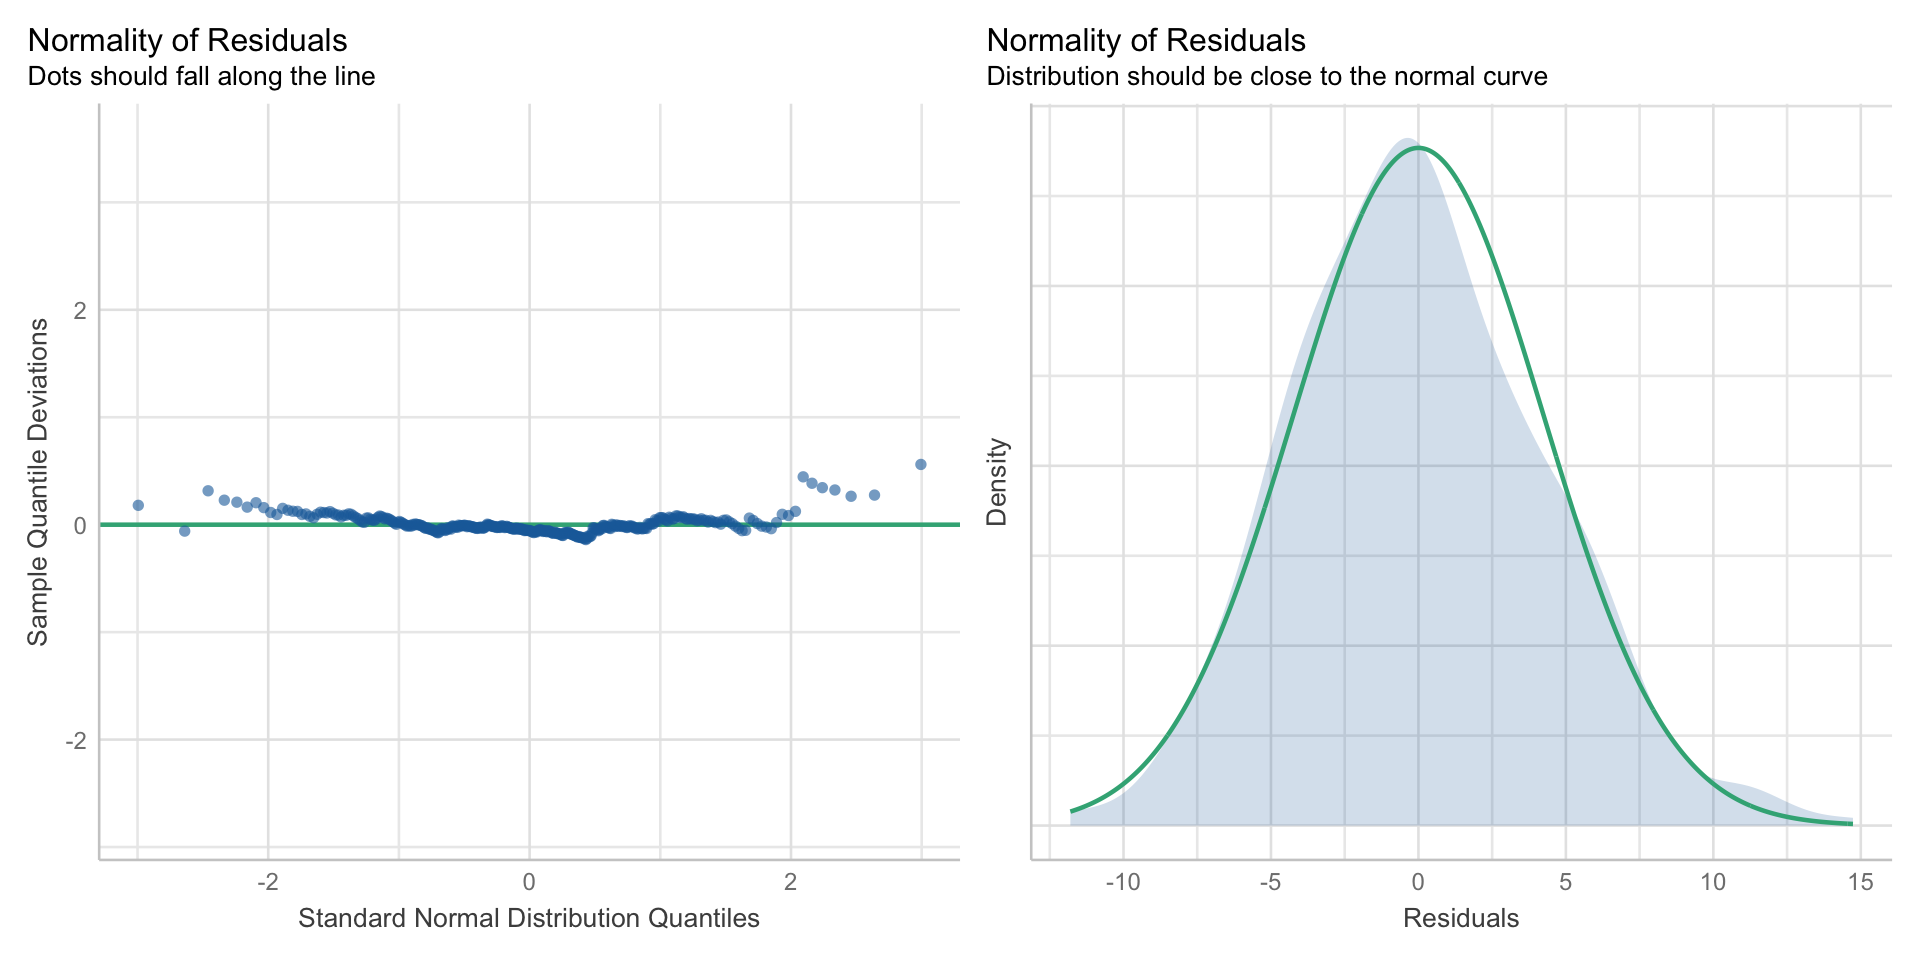 Normality of Residuals
Dots should fall along the line
Sample Quantile Deviations
2
0
-2
-2 0 2
Standard Normal Distribution Quantiles
Normality of Residuals
Distribution should be close to the normal curve
Density
-10 -5 0 5 10 15
Residuals